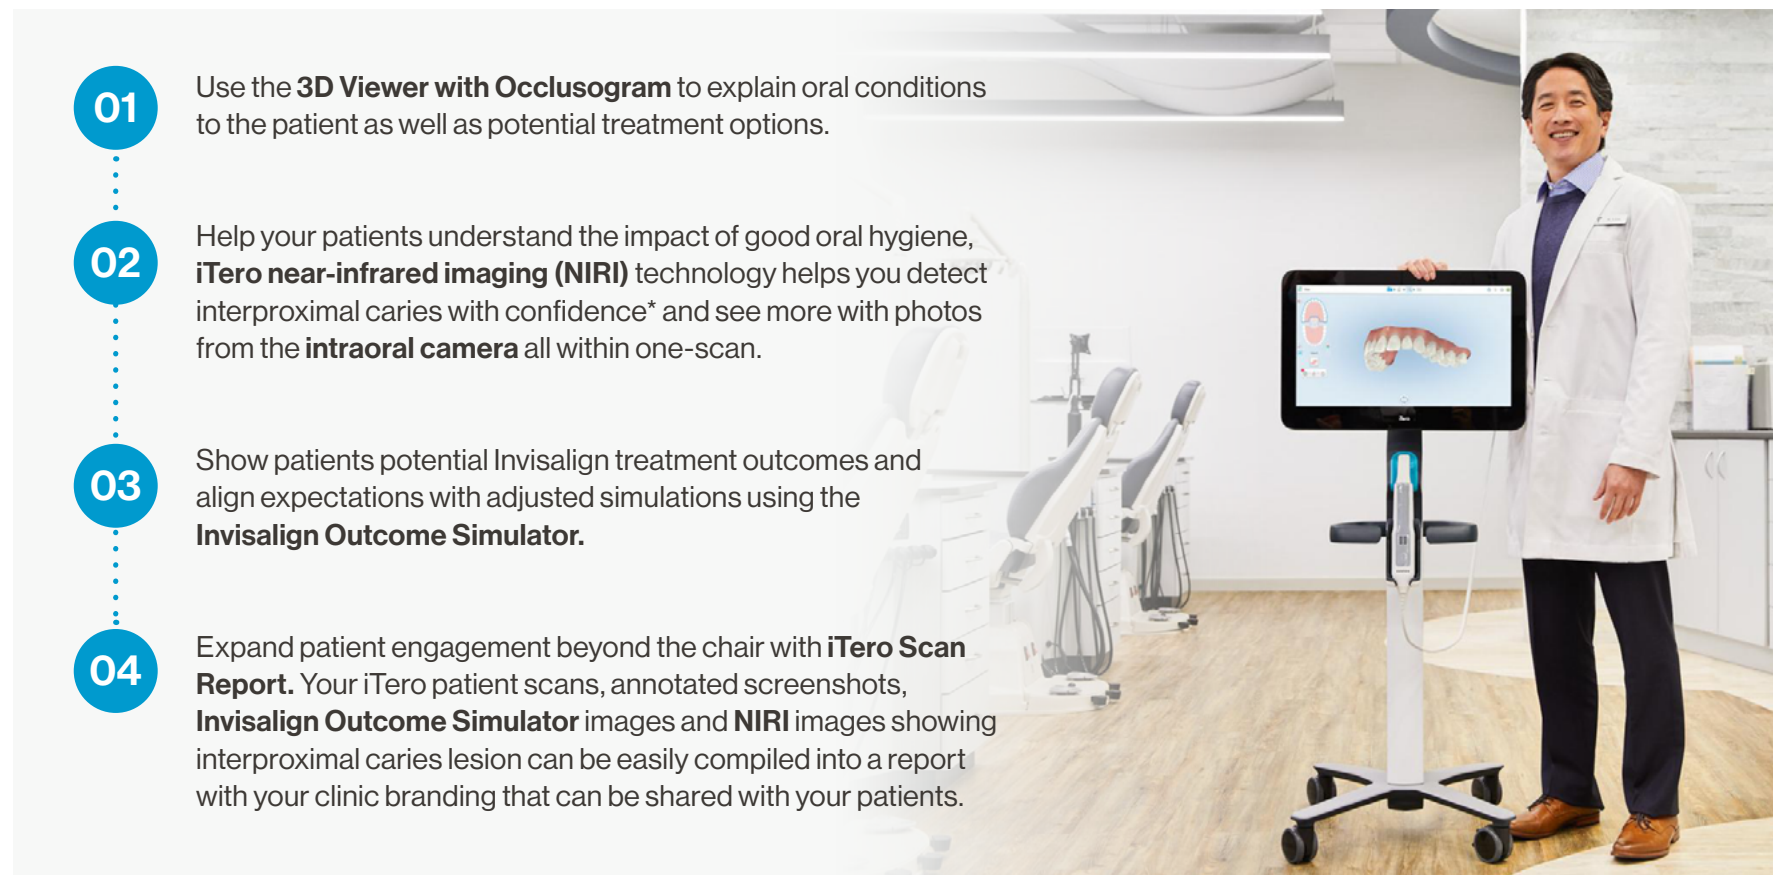 01
Use the 3D Viewer with Occlusogram to explain oral conditions
to the patient as well as potential treatment options.
02
Help your patients understand the impact of good oral hygiene,
iTero near-infrared imaging (NIRI) technology helps you detect
interproximal caries with confidence* and see more with photos
from the intraoral camera all within one-scan.
03
Show patients potential Invisalign treatment outcomes and
align expectations with adjusted simulations using the
Invisalign Outcome Simulator.
04
Expand patient engagement beyond the chair with iTero Scan
Report. Your iTero patient scans, annotated screenshots,
Invisalign Outcome Simulator images and NIRI images showing
interproximal caries lesion can be easily compiled into a report
with your clinic branding that can be shared with your patients.
iTero